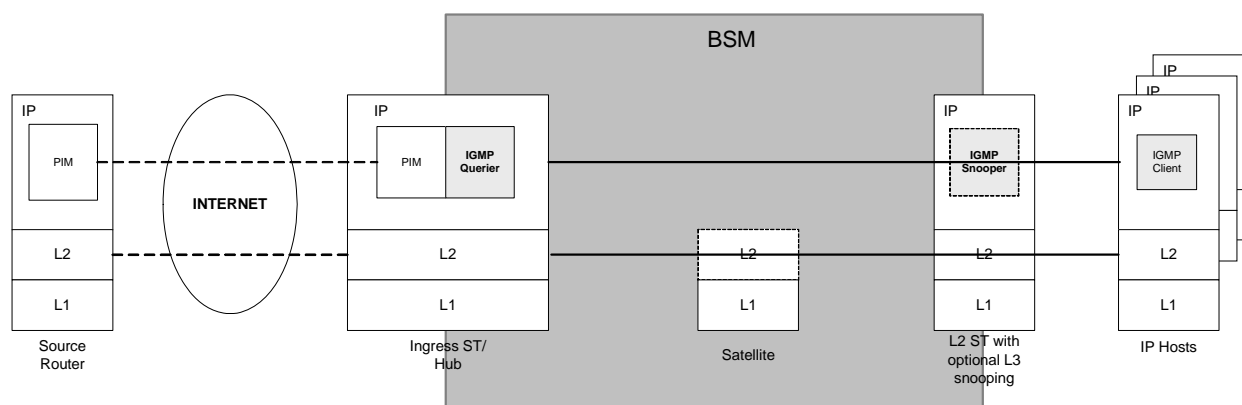 BSM
IP
IP
IP
IP
IP
IP
PIM
PIM
IGMP
Querier
IGMP
Snooper
IGMP
Client
INTERNET
L2
L2
L2
L2
L2
L1
L1
L1
L1
L1
Source
Router
Ingress ST/
Hub
Satellite
L2 ST with
optional L3
snooping
IP Hosts